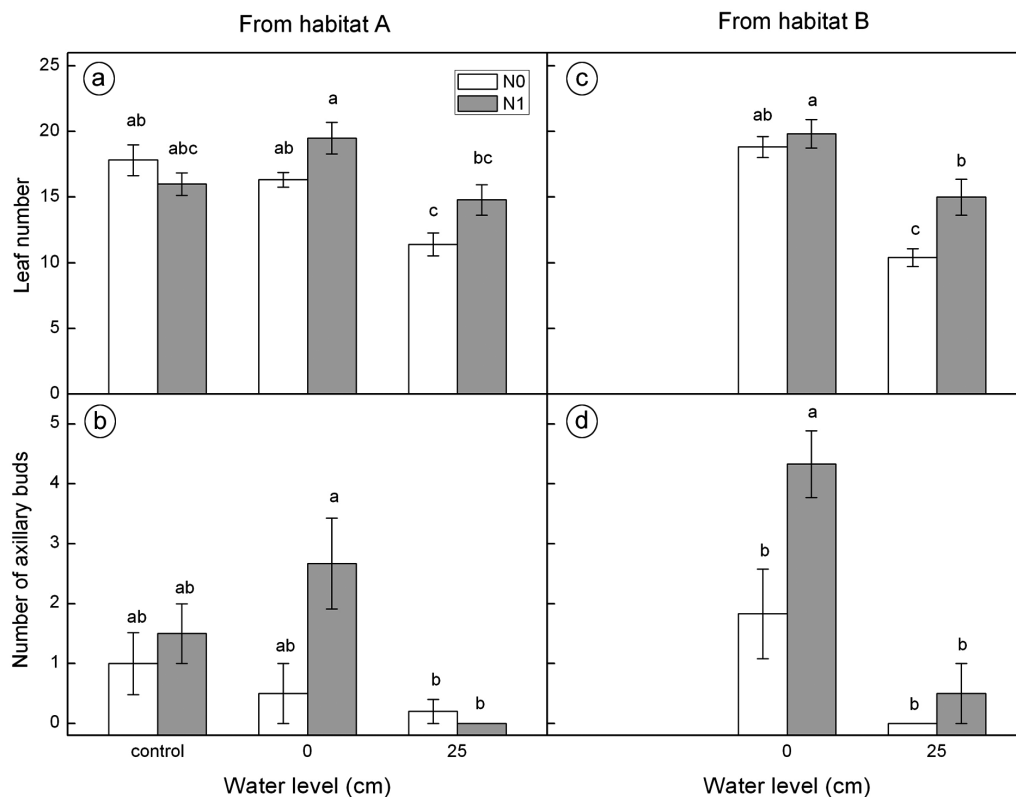 From habitat A
From habitat B
Leaf number
25
20
15
10
5
0
a
ab
abc
ab
a
c
bc
N0
N1
c
ab
a
c
b
Number of axillary buds
5
4
3
2
1
0
b
ab
ab
ab
a
b
b
d
b
a
b
b
control
0
25
0
25
Water level (cm)
Water level (cm)